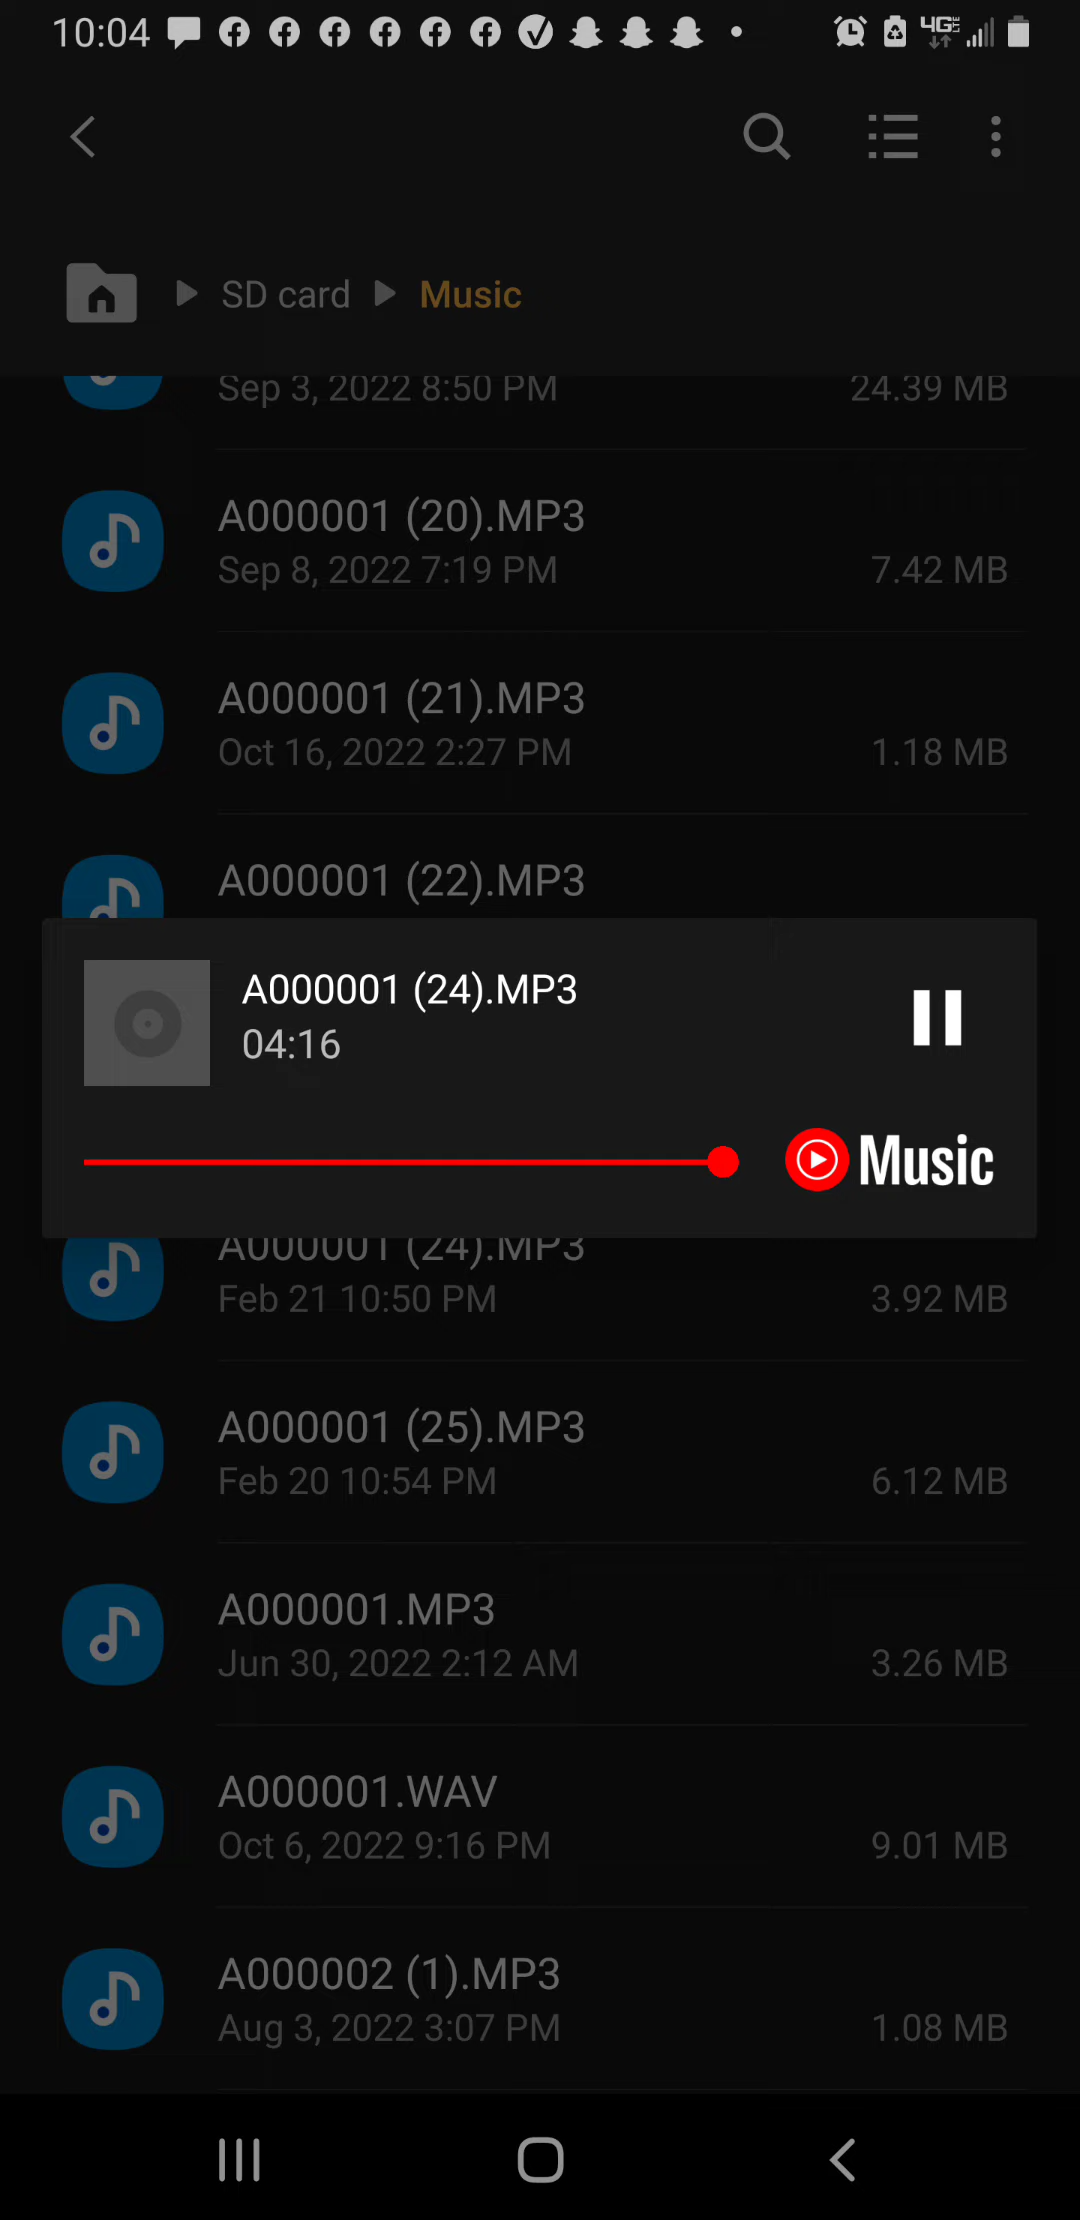 10:04 4G LTE
SD card Music
Sep 3, 2022 8:50 PM 24.39 MB
A000001 (20).MP3
Sep 8, 2022 7:19 PM 7.42 MB
A000001 (21).MP3
Oct 16, 2022 2:27 PM 1.18 MB
A000001 (22).MP3
A000001 (24).MP3
04:16
Music
A000001 (24).MP3
Feb 21 10:50 PM 3.92 MB
A000001 (25).MP3
Feb 20 10:54 PM 6.12 MB
A000001.MP3
Jun 30, 2022 2:12 AM 3.26 MB
A000001.WAV
Oct 6, 2022 9:16 PM 9.01 MB
A000002 (1).MP3
Aug 3, 2022 3:07 PM 1.08 MB